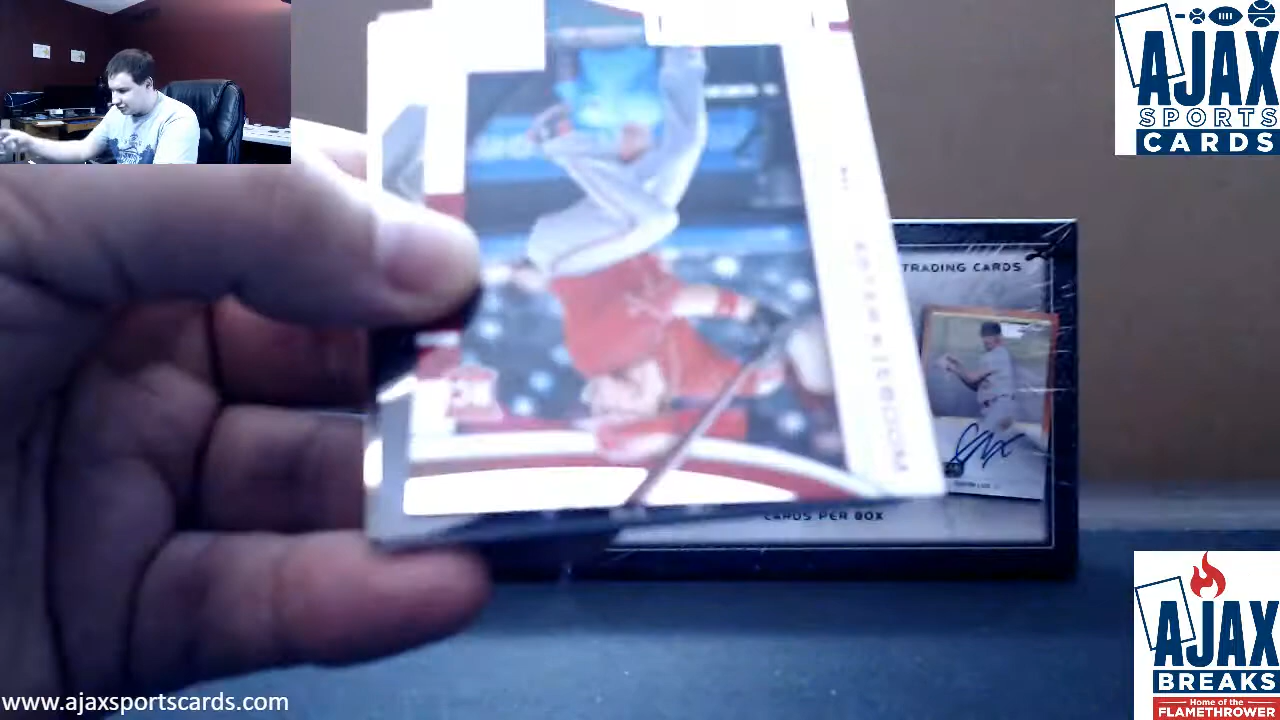 AJAX
SPORTS
CARDS
TRADING CARDS
CARDS PER BOX
AJAX
BREAKS
Home of the
FLAMETHROWER
www.ajaxsportscards.com